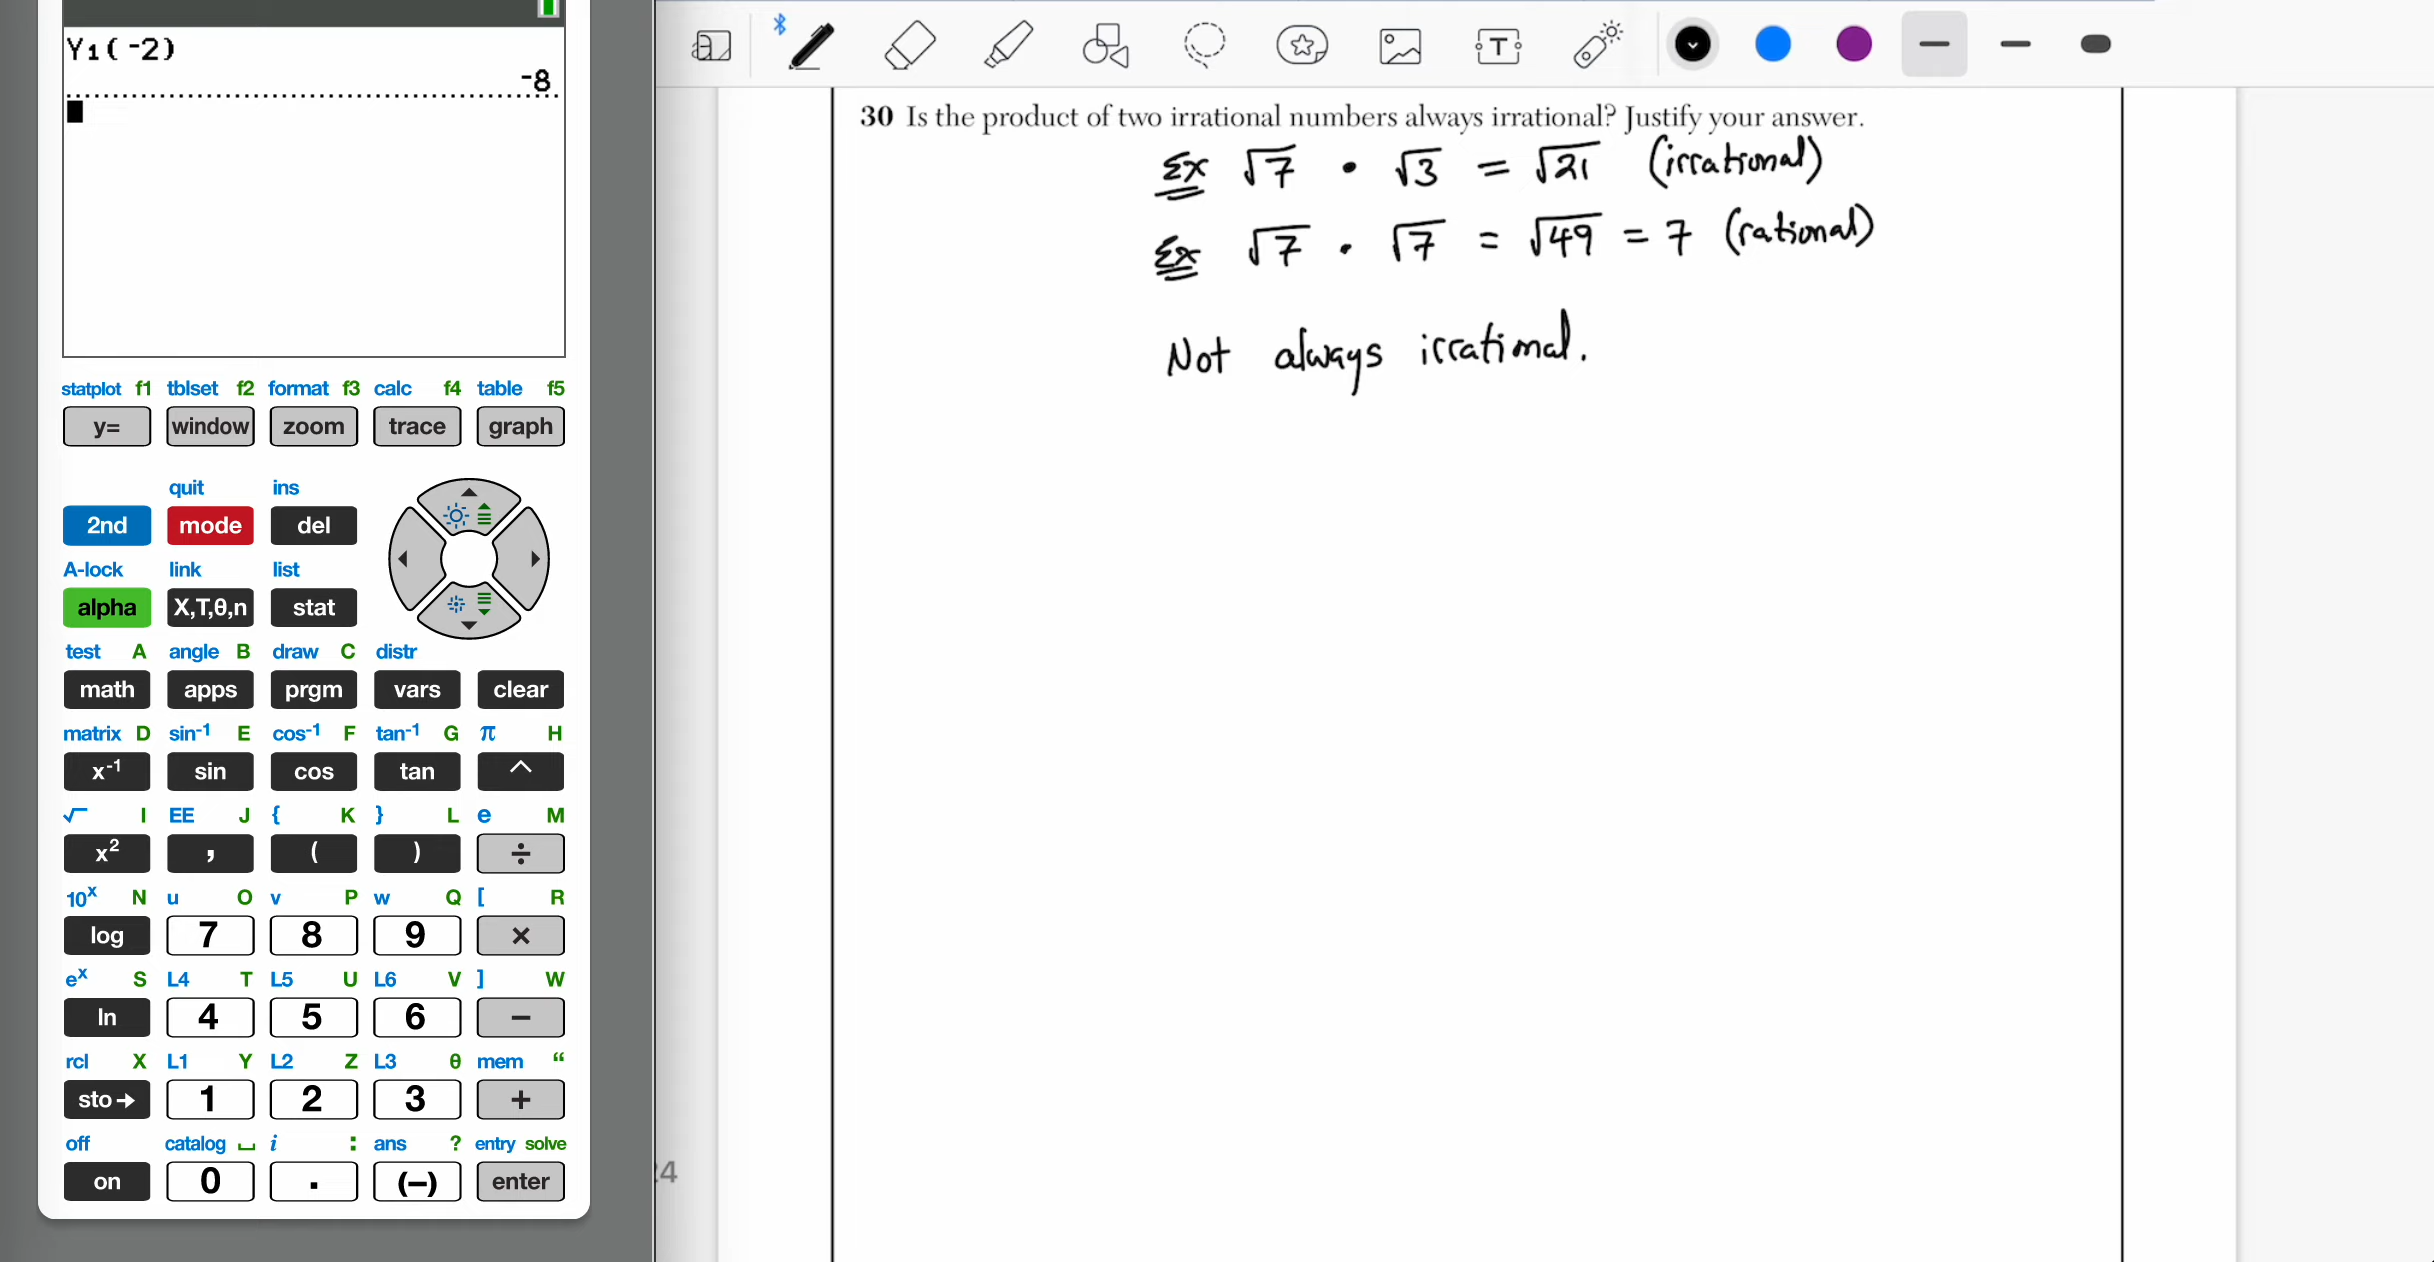 Y₁(-2)
-8
statplot f1 tblset f2 format f3 calc f4 table f5
y= window zoom trace graph
quit ins
2nd mode del
A-lock link list
alpha X,T,θ,n stat
test A angle B draw C distr
math apps prgm vars clear
matrix D sin⁻¹ E cos⁻¹ F tan⁻¹ G π H
x⁻¹ sin cos tan ^
√ I EE J { K } L e M
x² , ( ) ÷
10ˣ N u O v P w Q [ R
log 7 8 9 ×
eˣ S L4 T L5 U L6 V ] W
ln 4 5 6 −
rcl X L1 Y L2 Z L3 θ mem “
sto→ 1 2 3 +
off catalog ⎵ i : ans ? entry solve
on 0 . (–) enter
a T
30 Is the product of two irrational numbers always irrational? Justify your answer.
Ex √7 • √3 = √21 (irrational)
Ex √7 • √7 = √49 = 7 (rational)
Not always irrational.
4